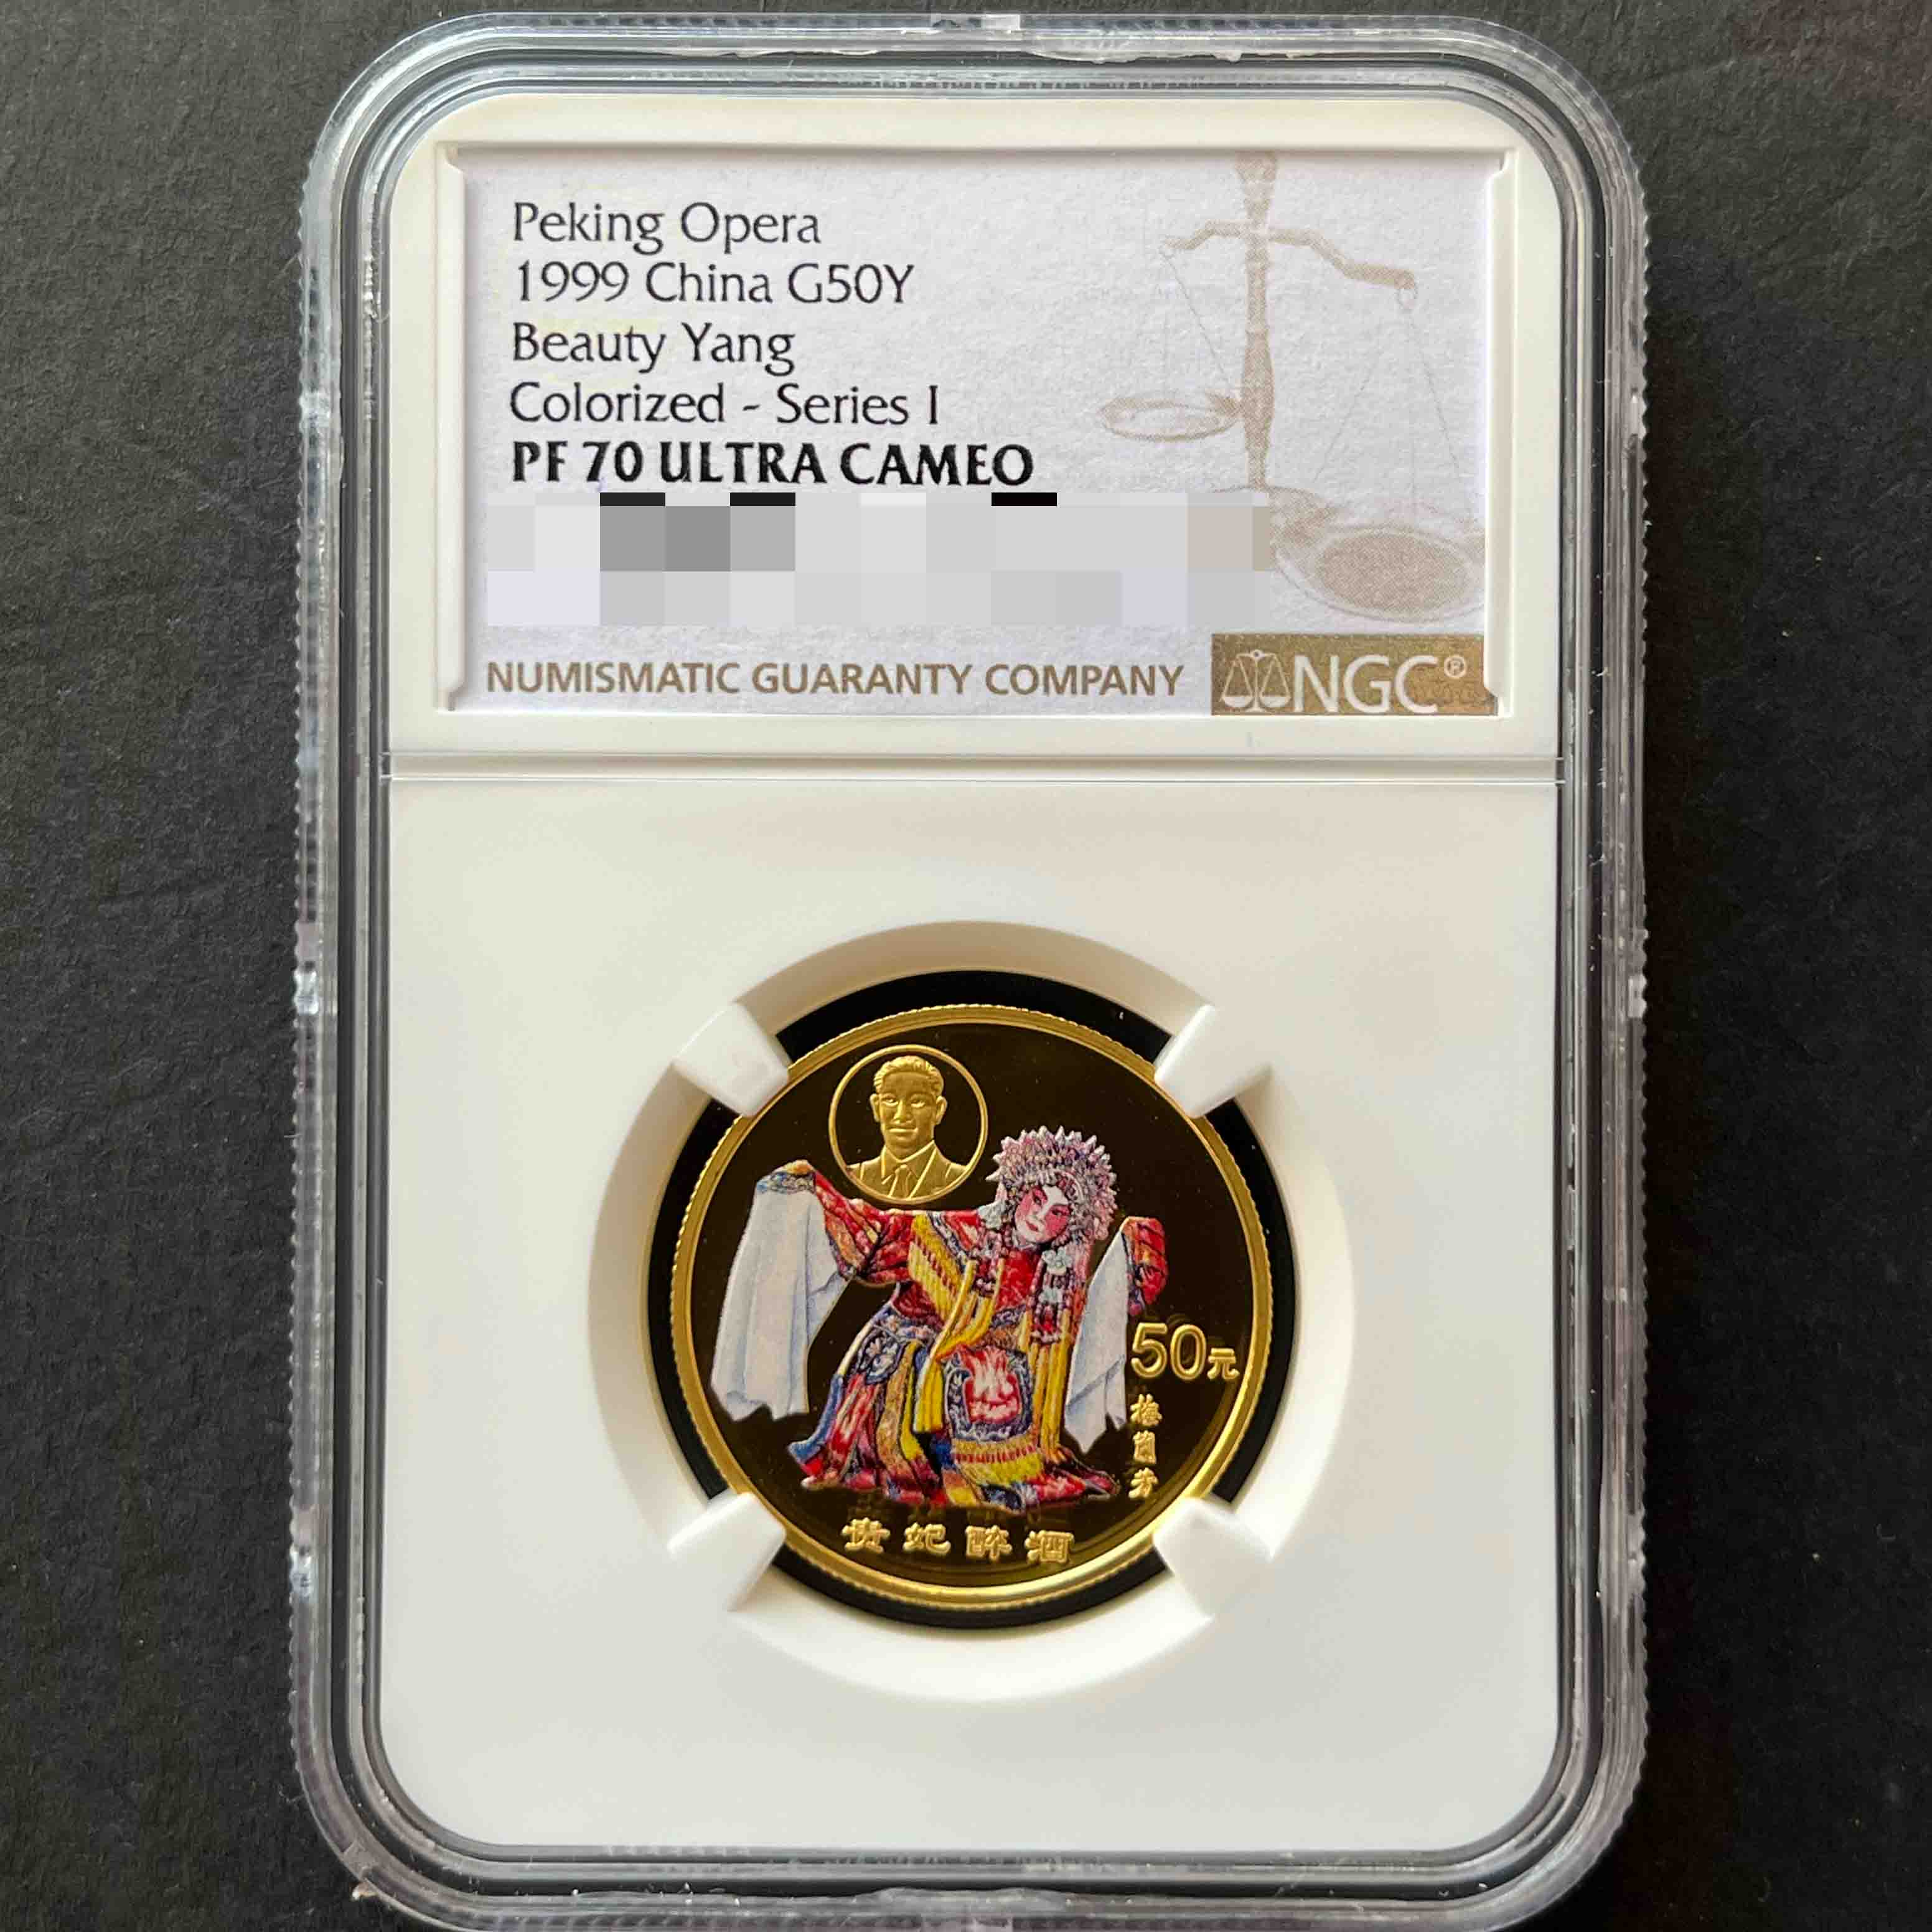 Peking Opera
1999 China G50Y
Beauty Yang
Colorized - Series I
PF 70 ULTRA CAMEO
NUMISMATIC GUARANTY COMPANY
NGC®
50元
梅蘭芳
贵妃醉酒